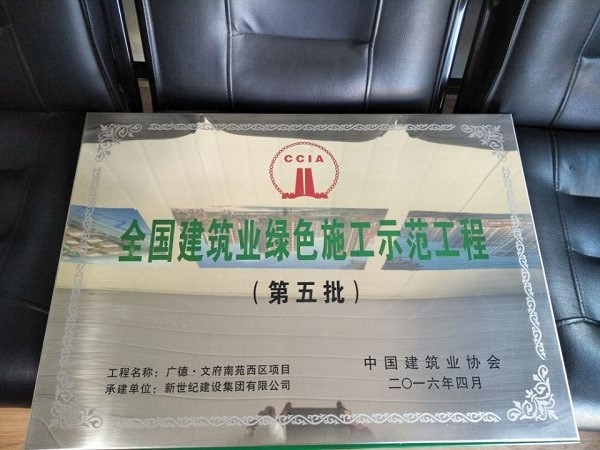 CCIA
全国建筑业绿色施工示范工程
（第五批）
工程名称：广德·文府南苑西区项目
承建单位：新世纪建设集团有限公司
中国建筑业协会
二〇一六年四月